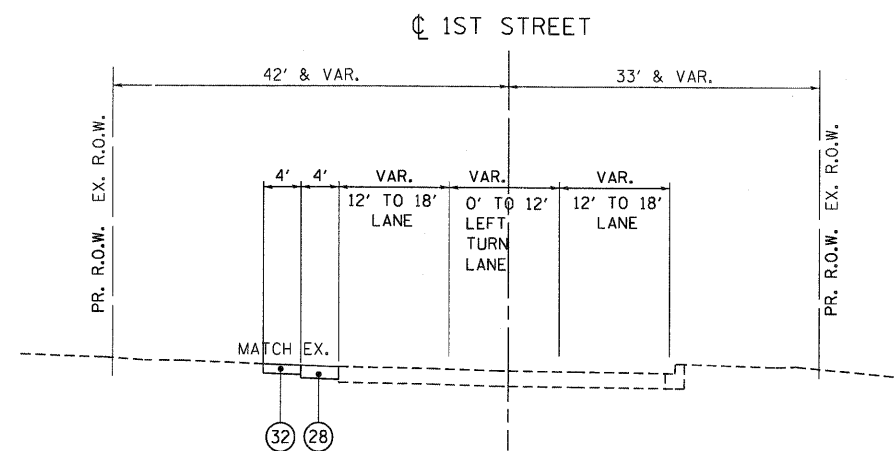 ℄ 1ST STREET
42' & VAR.
33' & VAR.
PR. R.O.W. EX. R.O.W.
PR. R.O.W. EX. R.O.W.
4'
4'
VAR.
12' TO 18'
LANE
VAR.
0' TO 12'
LEFT
TURN
LANE
VAR.
12' TO 18'
LANE
MATCH EX.
32
28